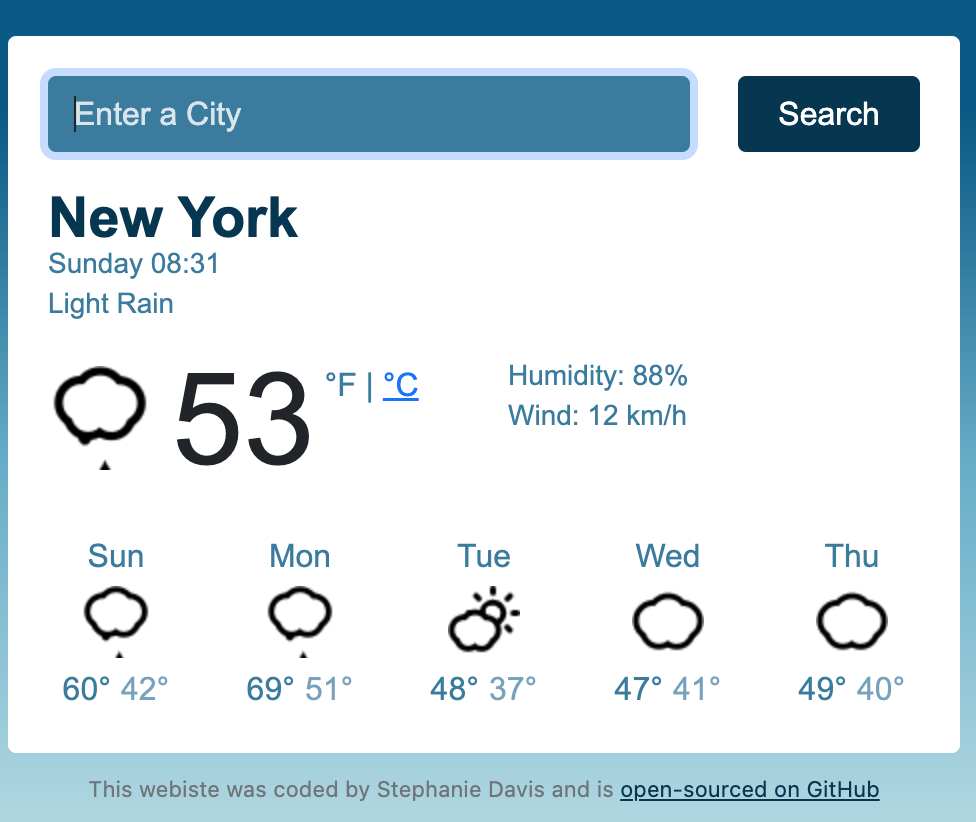 Enter a City
Search
New York
Sunday 08:31
Light Rain
53 °F | °C
Humidity: 88%
Wind: 12 km/h
Sun Mon Tue Wed Thu
60° 42° 69° 51° 48° 37° 47° 41° 49° 40°
This webiste was coded by Stephanie Davis and is open-sourced on GitHub